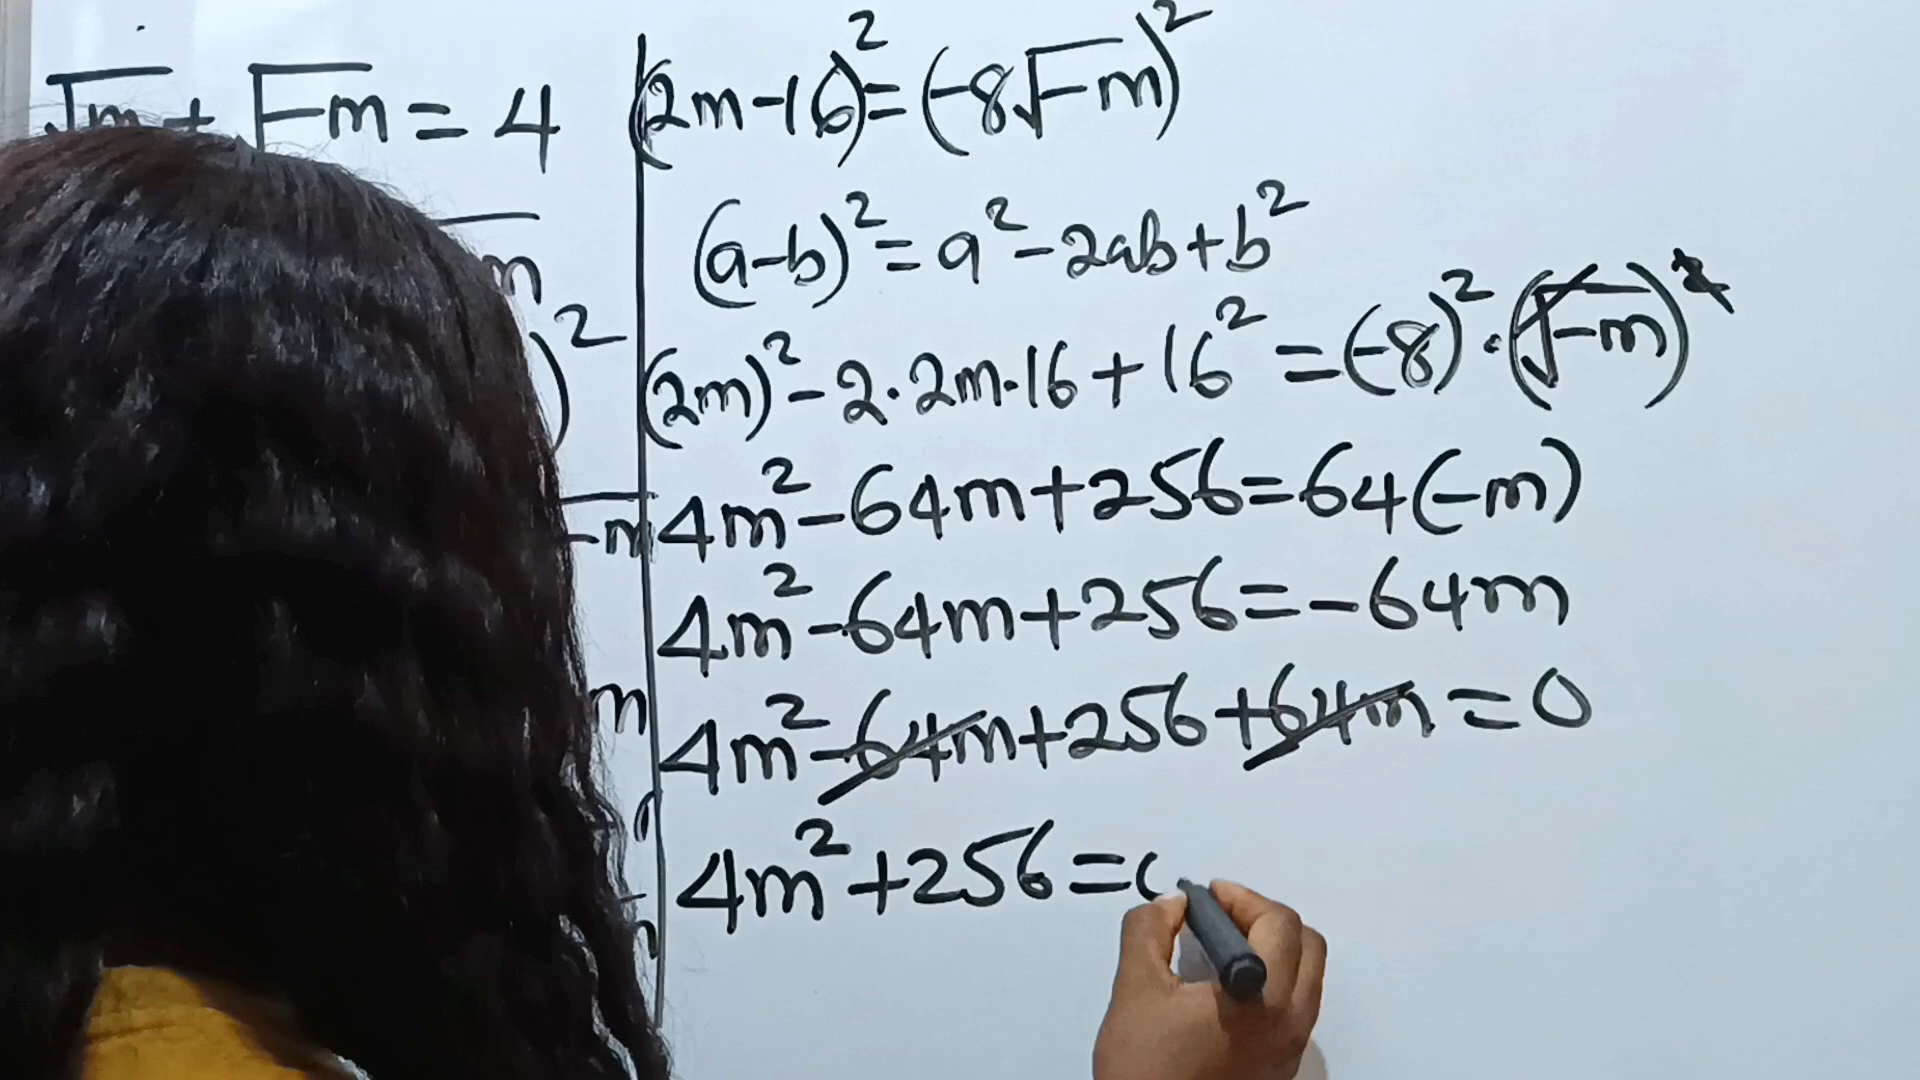 √m + √-m = 4
m
)²
-m
m
(2m-16)² = (-8√-m)²
(a-b)² = a² - 2ab + b²
(2m)² - 2·2m·16 + 16² = (-8)²·(√-m)²
4m² - 64m + 256 = 64(-m)
4m² - 64m + 256 = -64m
4m² - 64m + 256 + 64m = 0
4m² + 256 =